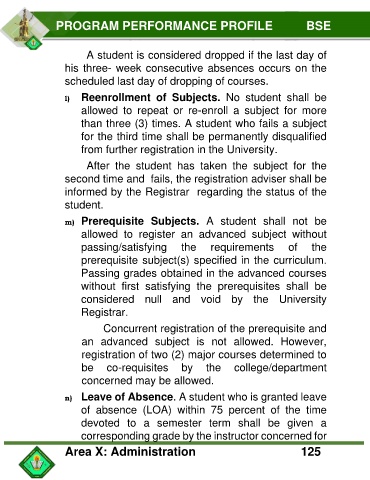 PROGRAM PERFORMANCE PROFILE BSE
A student is considered dropped if the last day of
his three- week consecutive absences occurs on the
scheduled last day of dropping of courses.
l) Reenrollment of Subjects. No student shall be
allowed to repeat or re-enroll a subject for more
than three (3) times. A student who fails a subject
for the third time shall be permanently disqualified
from further registration in the University.
After the student has taken the subject for the
second time and fails, the registration adviser shall be
informed by the Registrar regarding the status of the
student.
m) Prerequisite Subjects. A student shall not be
allowed to register an advanced subject without
passing/satisfying the requirements of the
prerequisite subject(s) specified in the curriculum.
Passing grades obtained in the advanced courses
without first satisfying the prerequisites shall be
considered null and void by the University
Registrar.
Concurrent registration of the prerequisite and
an advanced subject is not allowed. However,
registration of two (2) major courses determined to
be co-requisites by the college/department
concerned may be allowed.
n) Leave of Absence. A student who is granted leave
of absence (LOA) within 75 percent of the time
devoted to a semester term shall be given a
corresponding grade by the instructor concerned for
Area X: Administration 125